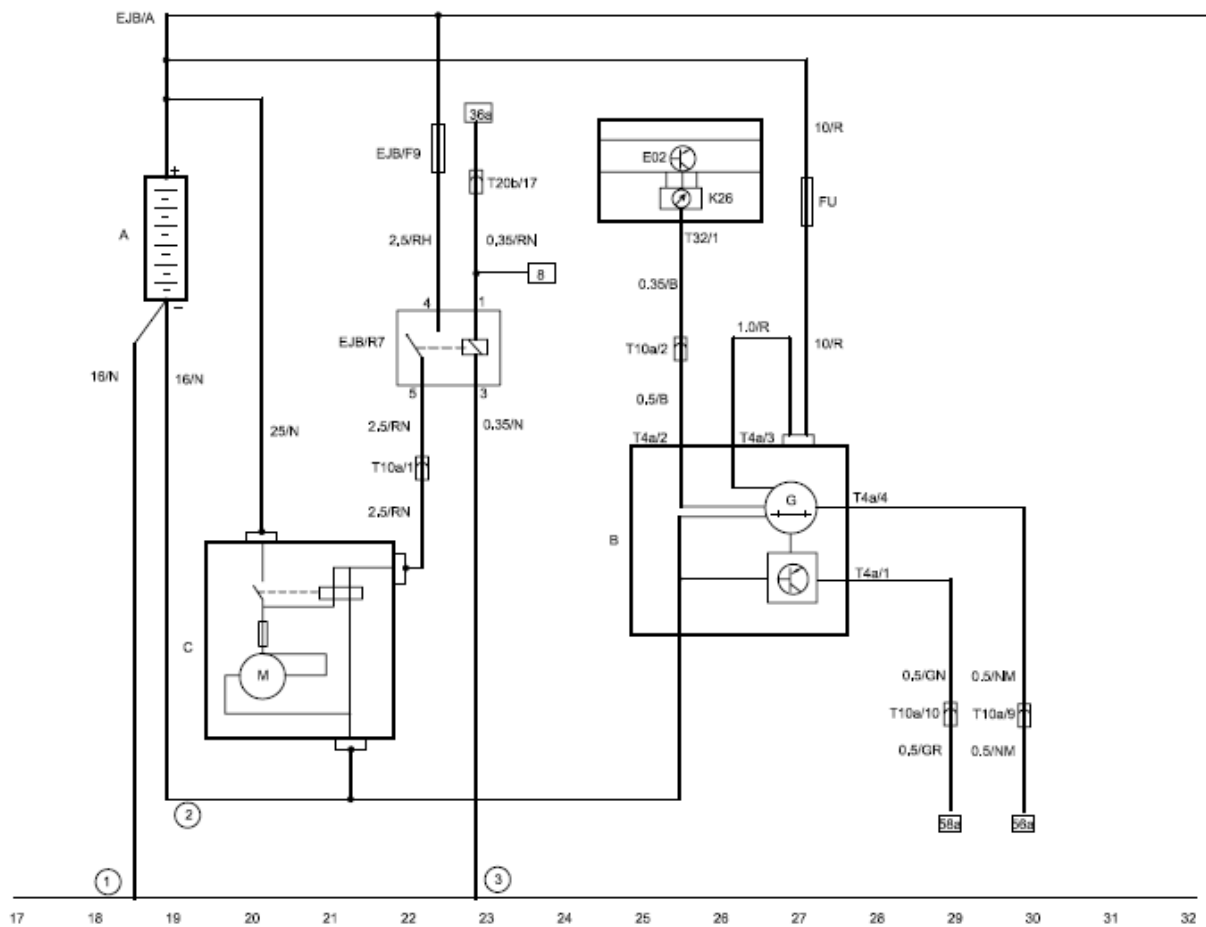 EJB/A
36a
10/R
EJB/F9
T20b/17
E02
K26
FU
+
A
2,5/RH
0,35/RN
T32/1
8
0.35/B
−
4
1
1.0/R
EJB/R7
T10a/2
10/R
16/N
16/N
5
3
0,5/B
25/N
2.5/RN
0,35/N
T4a/2
T4a/3
T10a/1
G
T4a/4
2.5/RN
B
T4a/1
C
M
0,5/GN
0.5/NM
T10a/10
T10a/9
0,5/GR
0.5/NM
2
58a
56a
1
3
17 18 19 20 21 22 23 24 25 26 27 28 29 30 31 32